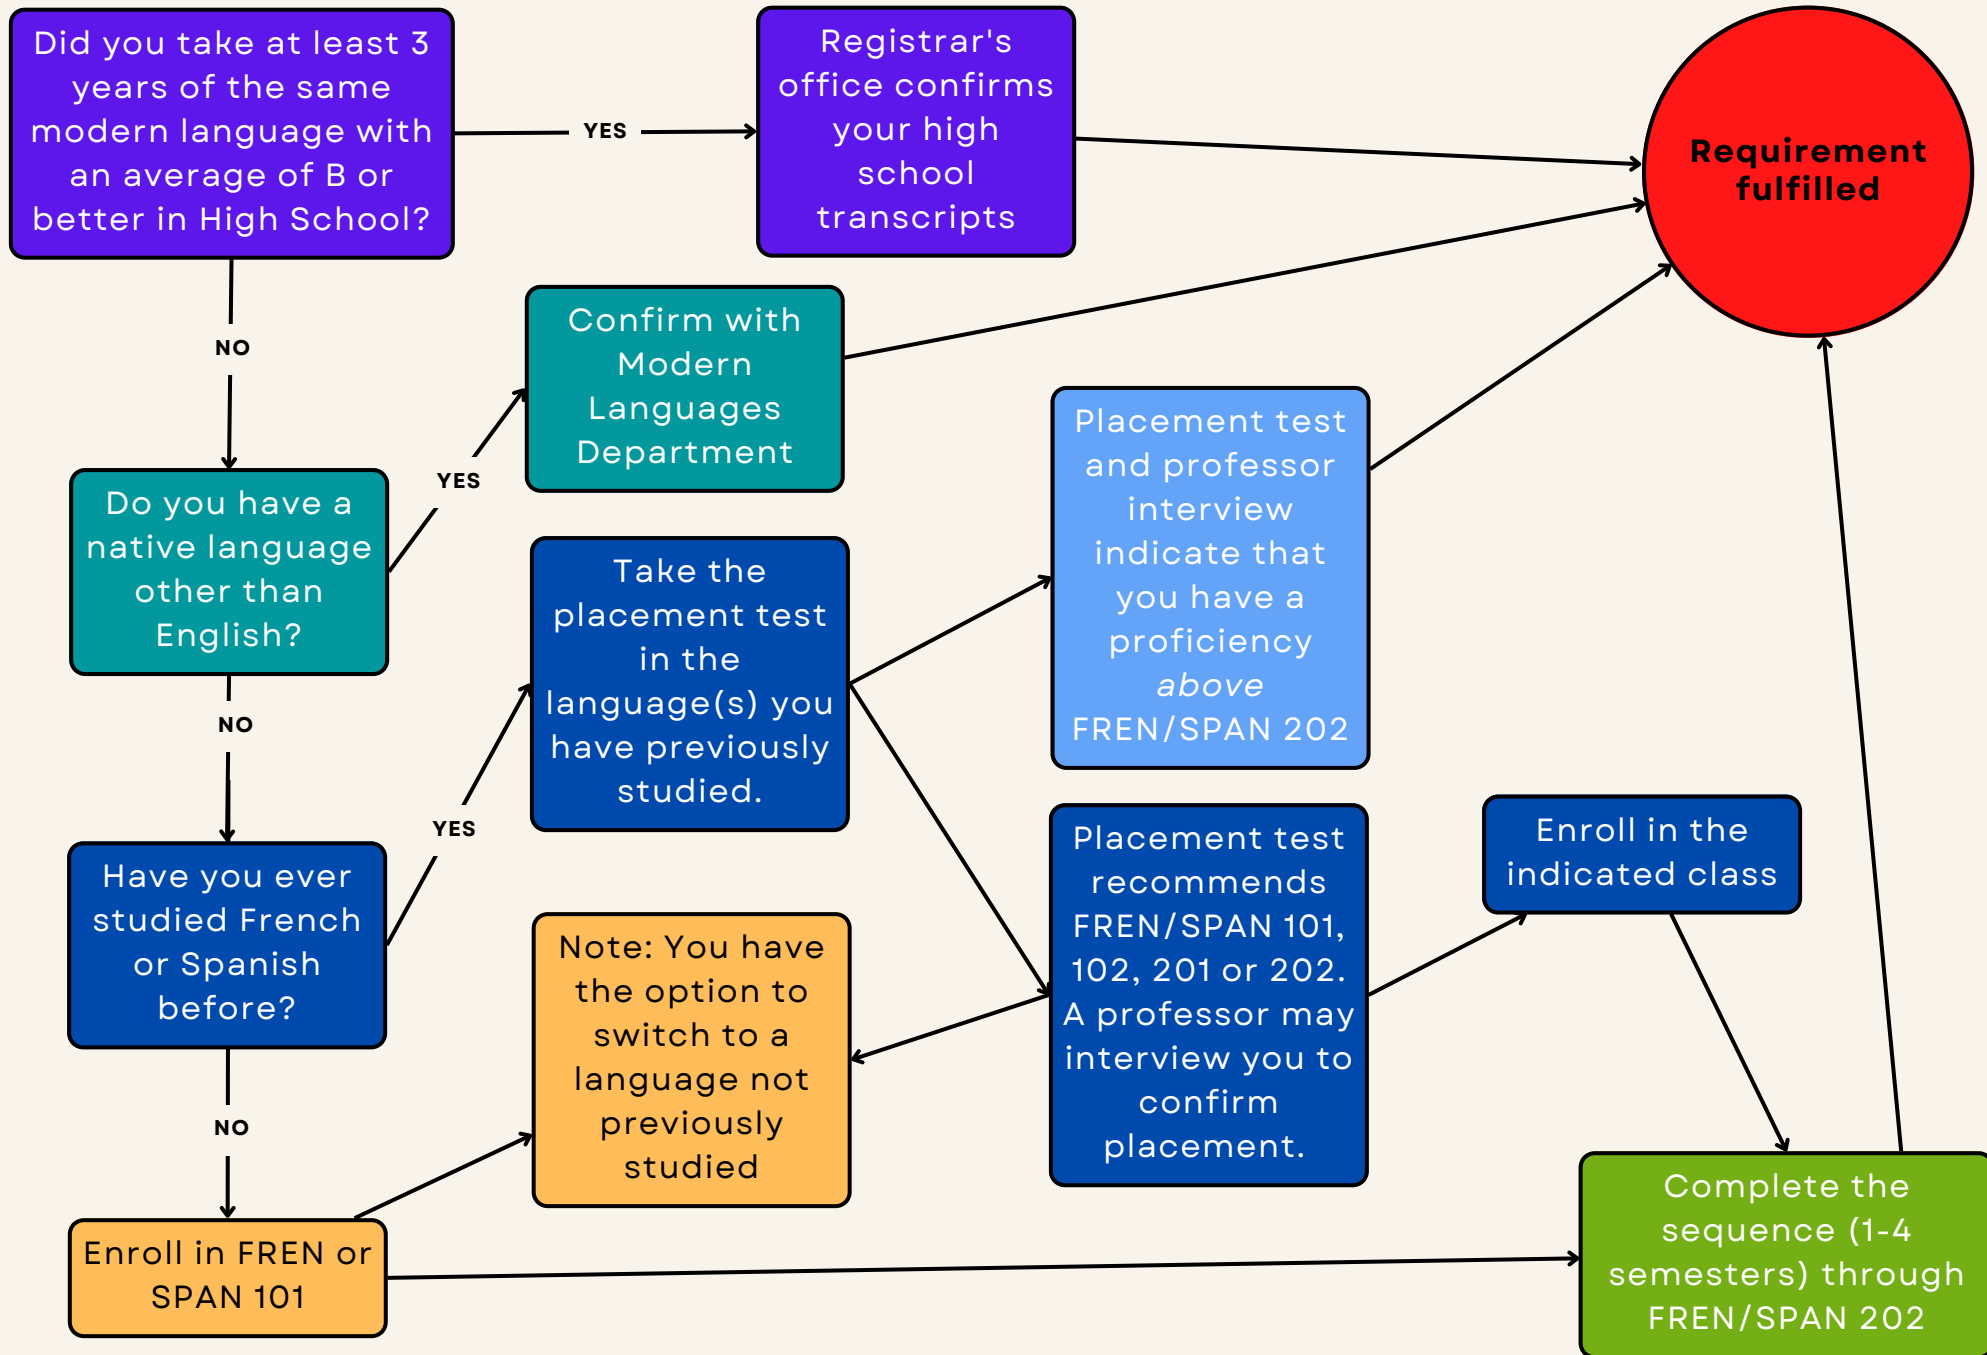 Did you take at least 3
years of the same
modern language with
an average of B or
better in High School?
YES
Registrar's
office confirms
your high
school
transcripts
Requirement
fulfilled
NO
Confirm with
Modern
Languages
Department
YES
Do you have a
native language
other than
English?
Placement test
and professor
interview
indicate that
you have a
proficiency
above
FREN/SPAN 202
Take the
placement test
in the
language(s) you
have previously
studied.
NO
YES
Have you ever
studied French
or Spanish
before?
Placement test
recommends
FREN/SPAN 101,
102, 201 or 202.
A professor may
interview you to
confirm
placement.
Enroll in the
indicated class
Note: You have
the option to
switch to a
language not
previously
studied
NO
Enroll in FREN or
SPAN 101
Complete the
sequence (1-4
semesters) through
FREN/SPAN 202